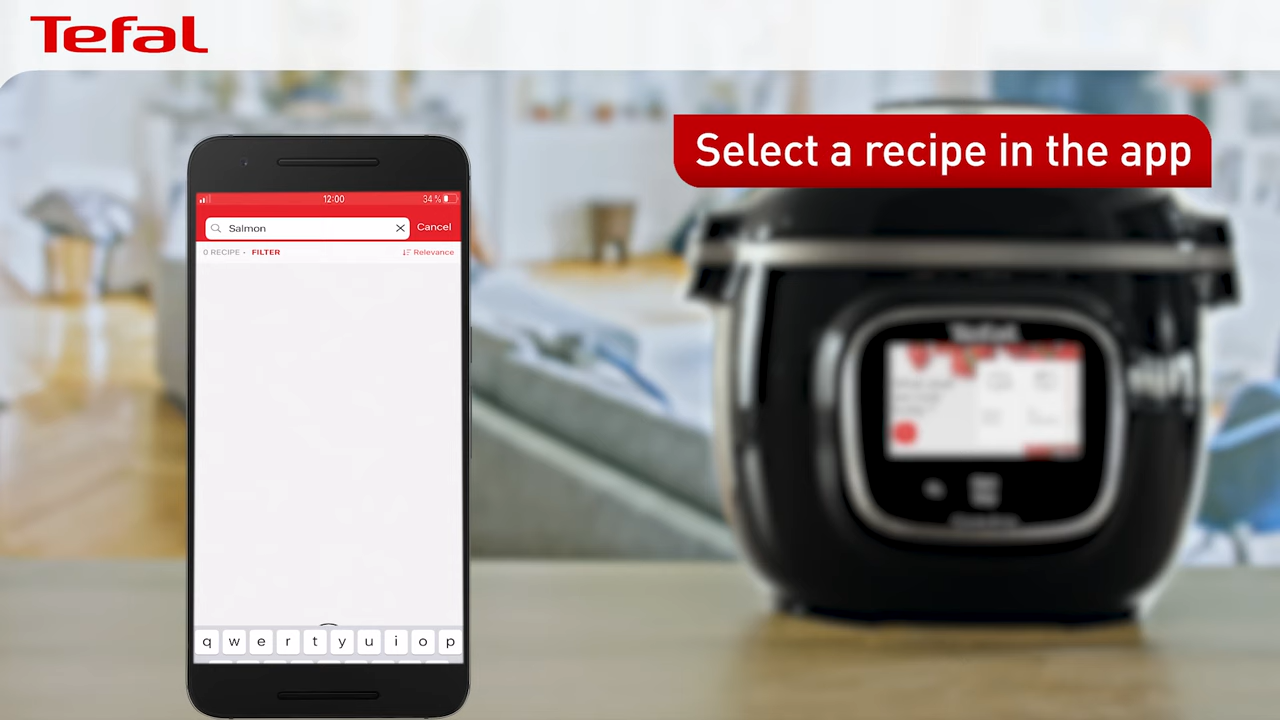 Tefal
Select a recipe in the app
12:00
34 %
Salmon
Cancel
0 RECIPE - FILTER
Relevance
q w e r t y u i o p
Tefal